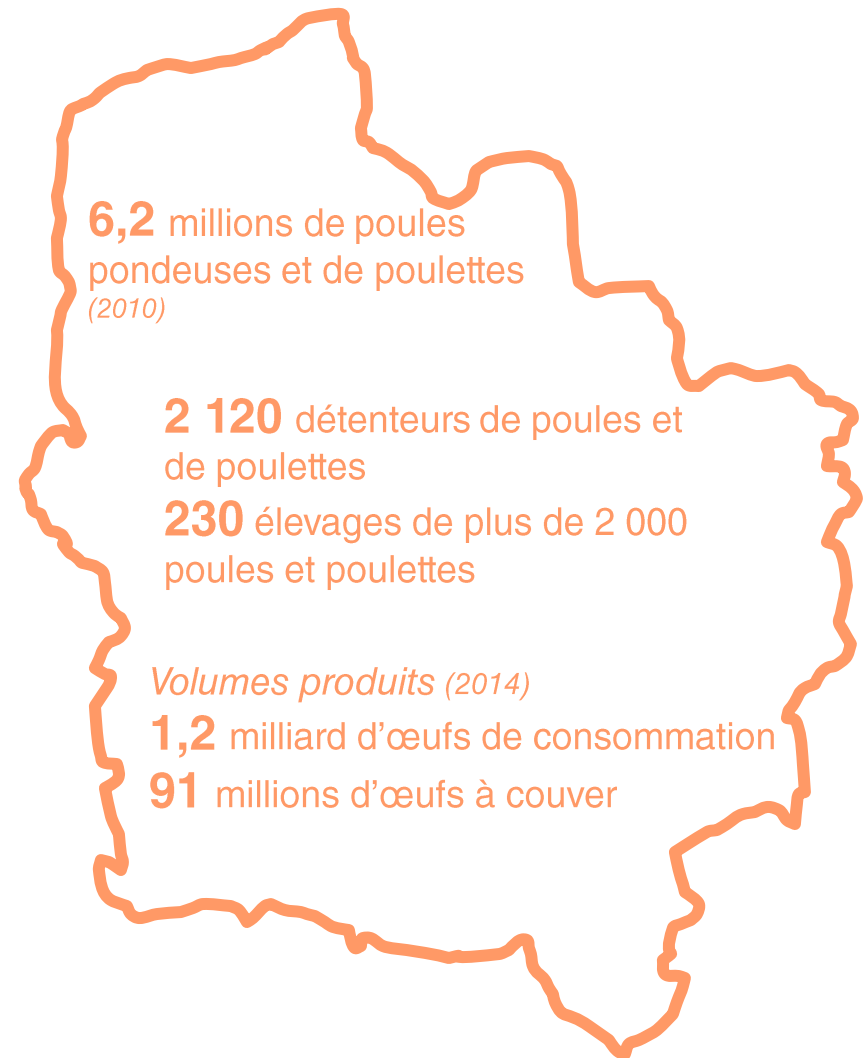 6,2 millions de poules
pondeuses et de poulettes
(2010)
2 120 détenteurs de poules et
de poulettes
230 élevages de plus de 2 000
poules et poulettes
Volumes produits (2014)
1,2 milliard d’œufs de consommation
91 millions d’œufs à couver